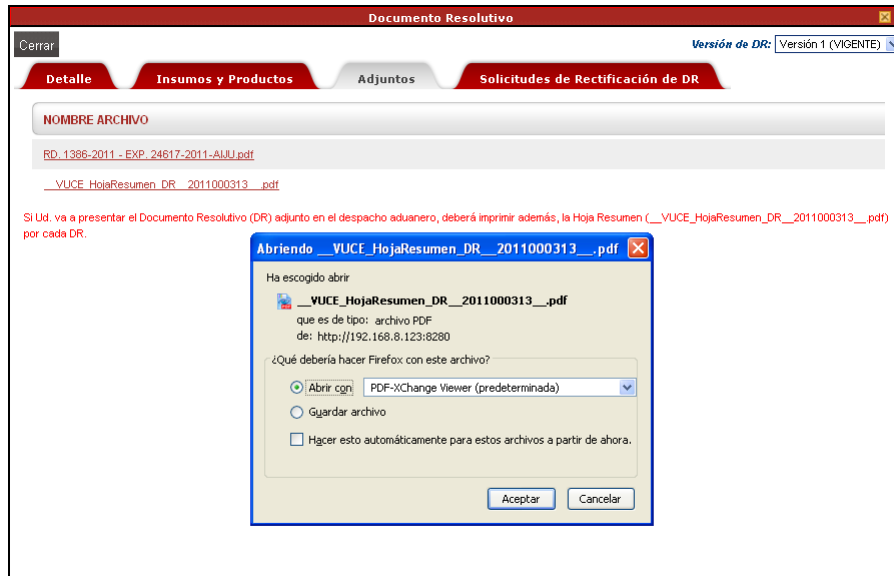 Documento Resolutivo
Cerrar
Versión de DR: Versión 1 (VIGENTE)
Detalle Insumos y Productos Adjuntos Solicitudes de Rectificación de DR
NOMBRE ARCHIVO
RD. 1386-2011 - EXP. 24617-2011-AIJU.pdf
__VUCE_HojaResumen_DR__2011000313__.pdf
Si Ud. va a presentar el Documento Resolutivo (DR) adjunto en el despacho aduanero, deberá imprimir además, la Hoja Resumen (__VUCE_HojaResumen_DR__2011000313__.pdf)
por cada DR.
Abriendo __VUCE_HojaResumen_DR__2011000313__.pdf
Ha escogido abrir
__VUCE_HojaResumen_DR__2011000313__.pdf
que es de tipo: archivo PDF
de: http://192.168.8.123:8280
¿Qué debería hacer Firefox con este archivo?
Abrir con PDF-XChange Viewer (predeterminada)
Guardar archivo
Hacer esto automáticamente para estos archivos a partir de ahora.
Aceptar Cancelar